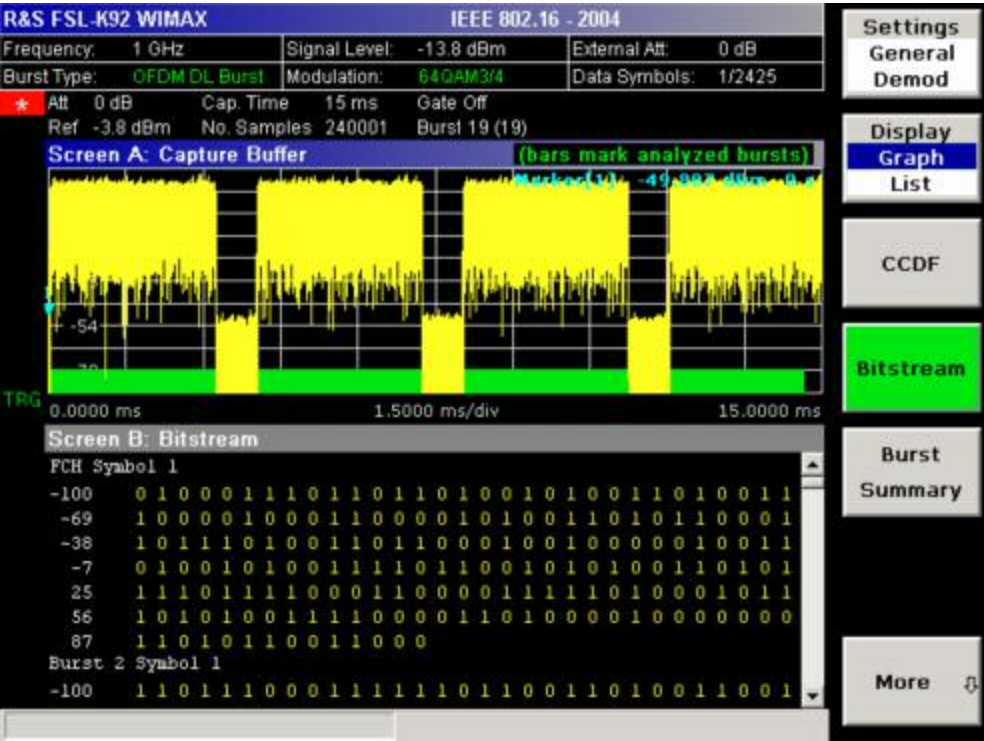 R&S FSL-K92 WIMAX IEEE 802.16 - 2004
Frequency: 1 GHz Signal Level: -13.8 dBm External Att: 0 dB
Burst Type: OFDM DL Burst Modulation: 64QAM3/4 Data Symbols: 1/2425
* Att 0 dB Cap. Time 15 ms Gate Off
Ref -3.8 dBm No. Samples 240001 Burst 19 (19)
Screen A: Capture Buffer (bars mark analyzed bursts)
Marker[1] dBm 0 s
-54
TRG
0.0000 ms 1.5000 ms/div 15.0000 ms
Screen B: Bitstream
FCH Symbol 1
-100 0 1 0 0 0 1 1 1 0 1 1 0 1 1 0 1 0 0 1 0 1 0 0 1 1 0 1 0 0 1 1
-69 1 0 0 0 0 1 0 0 0 1 1 0 0 0 0 1 0 1 0 0 1 1 0 1 0 1 1 0 0 0 1
-38 1 0 1 1 1 0 1 0 0 1 1 0 1 1 0 0 0 1 0 0 1 0 0 0 0 0 1 0 0 1 1
-7 0 1 0 0 1 0 0 1 0 1 1 1 1 0 1 1 0 1 0 1 1 0 1 0 0 1 1 0 1 0 1
25 1 1 1 0 1 1 1 1 0 0 0 1 1 0 0 0 0 1 1 1 1 1 0 1 0 0 0 1 0 1 1
56 1 0 1 0 1 0 0 1 1 1 1 0 0 0 0 1 1 0 1 0 0 0 0 1 0 0 0 0 0 0 0
87 1 1 0 1 0 1 1 0 0 1 1 0 0 0
Burst 2 Symbol 1
-100 1 1 0 1 1 1 0 0 0 1 1 1 1 1 1 0 1 1 0 0 1 1 0 1 0 0 1 1 0 0 1
Settings
General
Demod
Display
Graph
List
CCDF
Bitstream
Burst
Summary
More